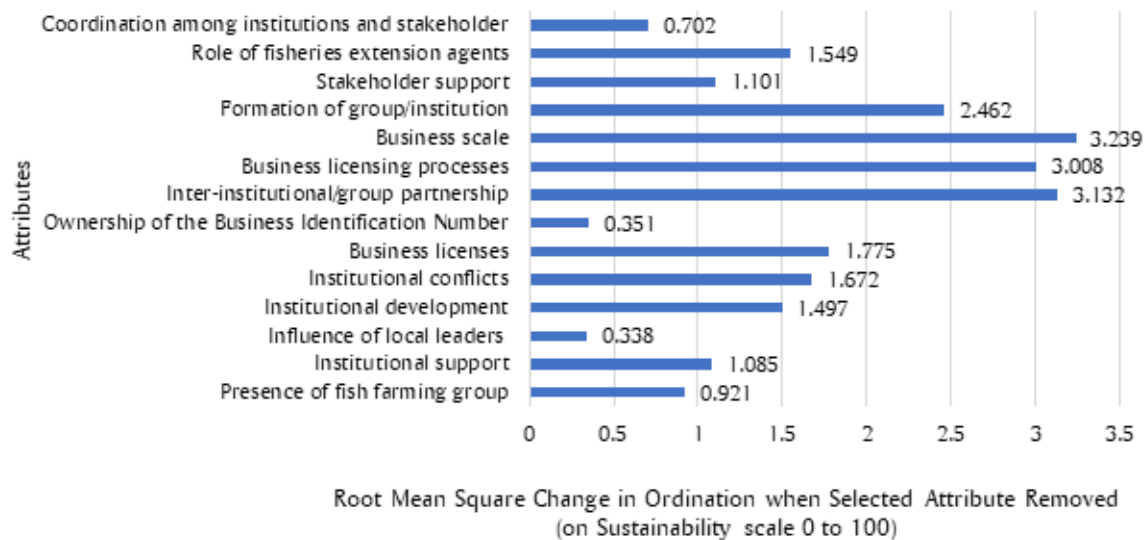 Coordination among institutions and stakeholder 0.702
Role of fisheries extension agents 1.549
Stakeholder support 1.101
Formation of group/institution 2.462
Business scale 3.239
Business licensing processes 3.008
Inter-institutional/group partnership 3.132
Ownership of the Business Identification Number 0.351
Business licenses 1.775
Institutional conflicts 1.672
Institutional development 1.497
Influence of local leaders 0.338
Institutional support 1.085
Presence of fish farming group 0.921
Attributes
0 0.5 1 1.5 2 2.5 3 3.5
Root Mean Square Change in Ordination when Selected Attribute Removed
(on Sustainability scale 0 to 100)